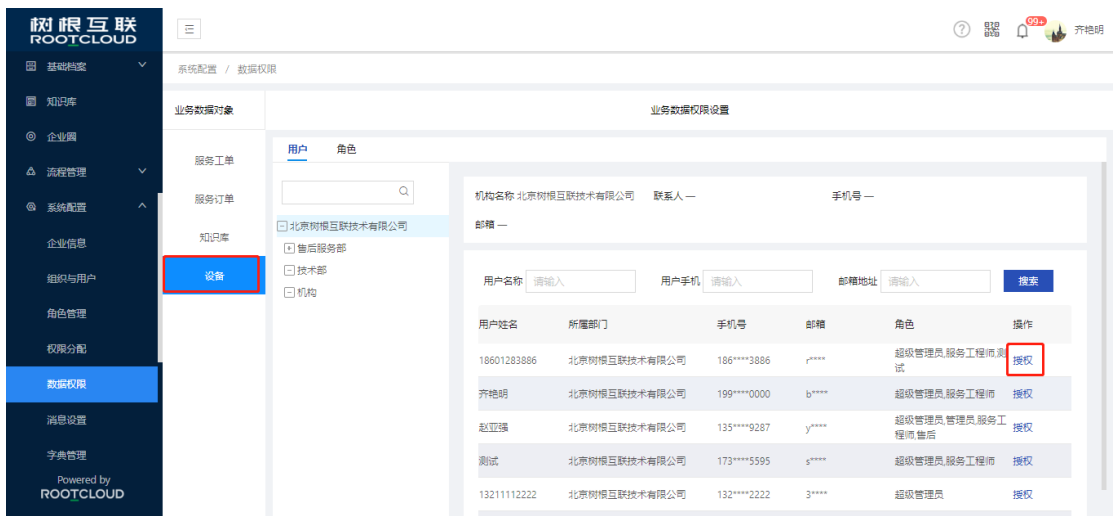 树根互联
ROOTCLOUD
99+
齐艳明
基础档案
知识库
企业圈
流程管理
系统配置
企业信息
组织与用户
角色管理
权限分配
数据权限
消息设置
字典管理
Powered by
ROOTCLOUD
系统配置 / 数据权限
业务数据对象
业务数据权限设置
服务工单
服务订单
知识库
设备
用户 角色
北京树根互联技术有限公司
售后服务部
技术部
机构
机构名称 北京树根互联技术有限公司 联系人 — 手机号 —
邮箱 —
用户名称 请输入 用户手机 请输入 邮箱地址 请输入 搜索
用户姓名 所属部门 手机号 邮箱 角色 操作
18601283886 北京树根互联技术有限公司 186****3886 r**** 超级管理员,服务工程师,测试 授权
齐艳明 北京树根互联技术有限公司 199****0000 b**** 超级管理员,服务工程师 授权
赵亚强 北京树根互联技术有限公司 135****9287 y**** 超级管理员,管理员,服务工程师,售后 授权
测试 北京树根互联技术有限公司 173****5595 s**** 超级管理员,服务工程师 授权
13211112222 北京树根互联技术有限公司 132****2222 3**** 超级管理员 授权